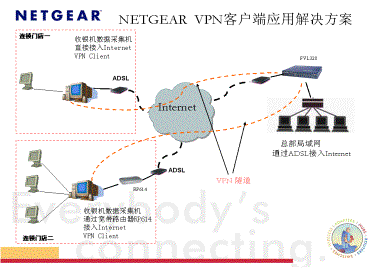 NETGEAR
NETGEAR VPN客户端应用解决方案
连锁门店一
收银机数据采集机
直接接入Internet
VPN Client
ADSL
FVL328
Internet
总部局域网
通过ADSL接入Internet
ADSL
RP614
VPN 隧道
收银机数据采集机
通过宽带路由器RP614
接入Internet
VPN Client
连锁门店二
Everybody's
connecting.